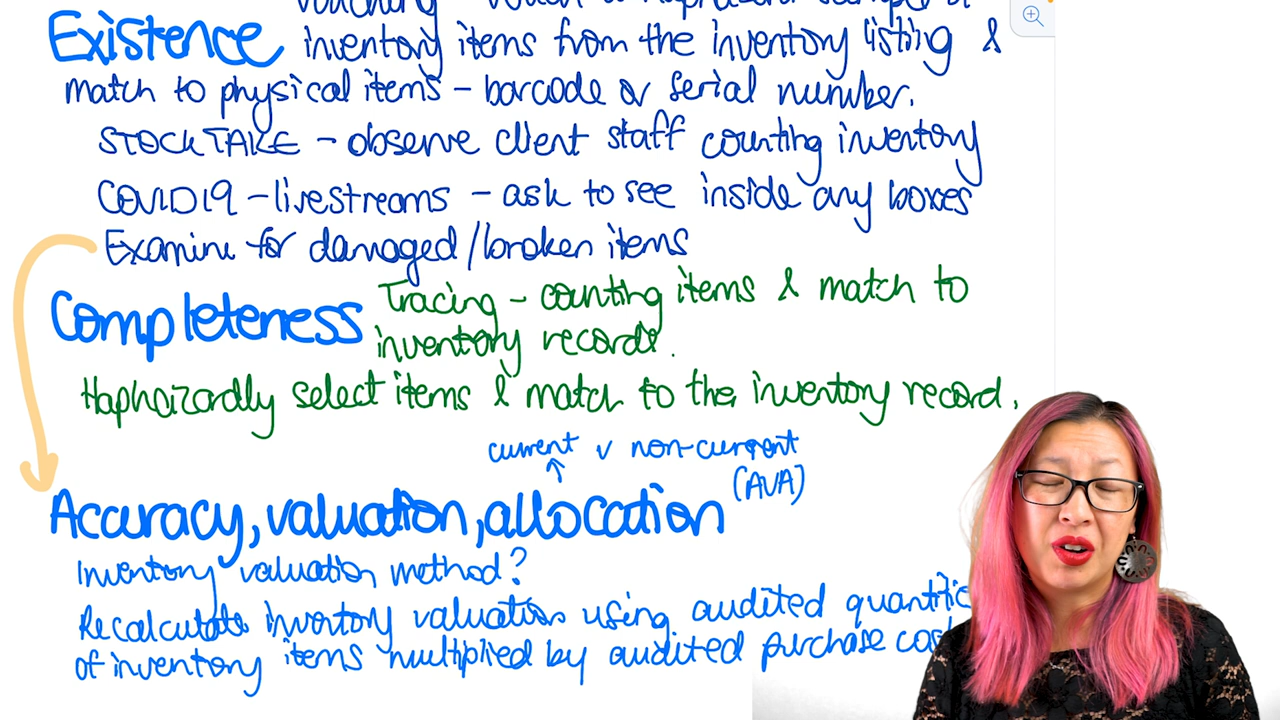 Existence inventory items from the inventory listing &
match to physical items – barcode or serial number.
STOCKTAKE – observe client staff counting inventory
COVID19 – livestreams – ask to see inside any boxes
Examine for damaged/broken items
Completeness Tracing – counting items & match to
inventory records.
Haphazardly select items & match to the inventory record.
current v non-current
(AVA)
Accuracy, valuation, allocation
Inventory valuation method?
Recalculate inventory valuation using audited
of inventory items multiplied by audited purchase